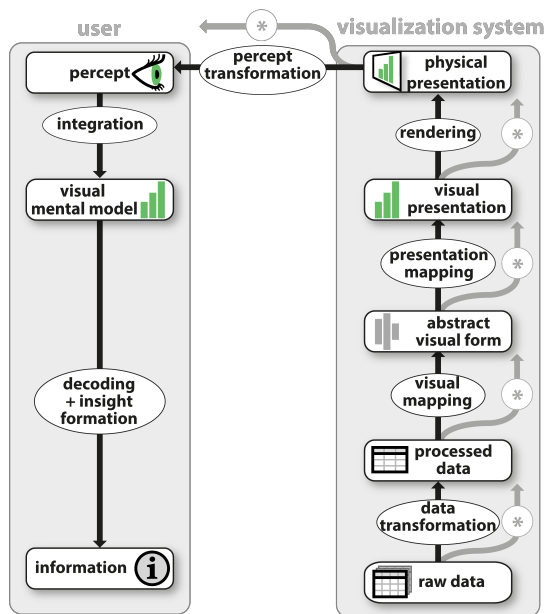 user
visualization system
*
percept
percept
transformation
physical
presentation
integration
rendering
*
visual
mental model
visual
presentation
presentation
mapping
*
abstract
visual form
decoding
+ insight
formation
visual
mapping
*
processed
data
data
transformation
*
information
i
raw data